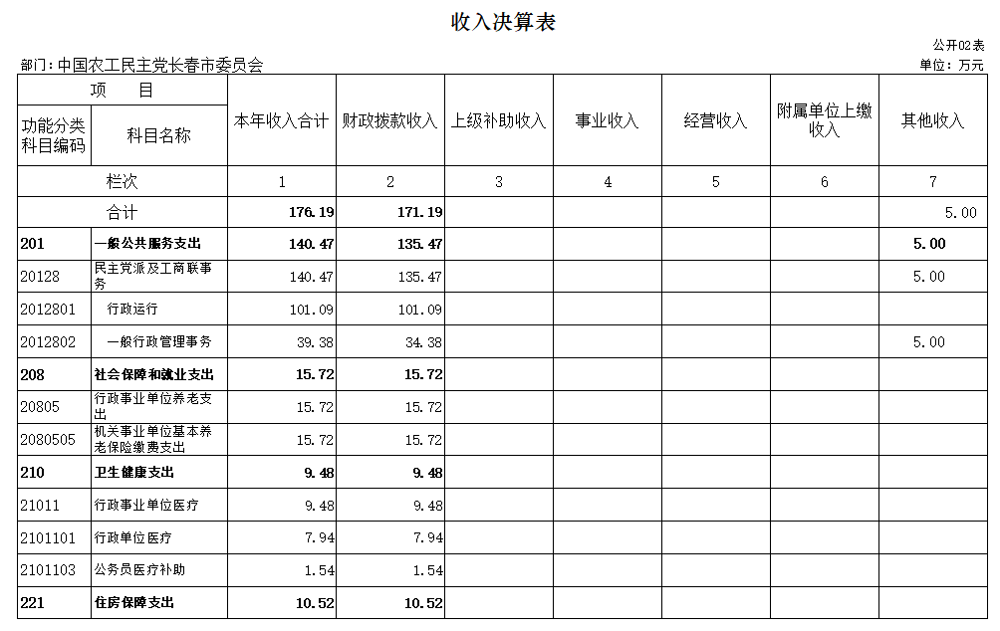 收入决算表
公开02表
部门：中国农工民主党长春市委员会
单位：万元
项 目
本年收入合计 财政拨款收入 上级补助收入 事业收入 经营收入 附属单位上缴收入 其他收入
功能分类科目编码 科目名称
栏次 1 2 3 4 5 6 7
合计 176.19 171.19 5.00
201 一般公共服务支出 140.47 135.47 5.00
20128 民主党派及工商联事务 140.47 135.47 5.00
2012801 行政运行 101.09 101.09
2012802 一般行政管理事务 39.38 34.38 5.00
208 社会保障和就业支出 15.72 15.72
20805 行政事业单位养老支出 15.72 15.72
2080505 机关事业单位基本养老保险缴费支出 15.72 15.72
210 卫生健康支出 9.48 9.48
21011 行政事业单位医疗 9.48 9.48
2101101 行政单位医疗 7.94 7.94
2101103 公务员医疗补助 1.54 1.54
221 住房保障支出 10.52 10.52